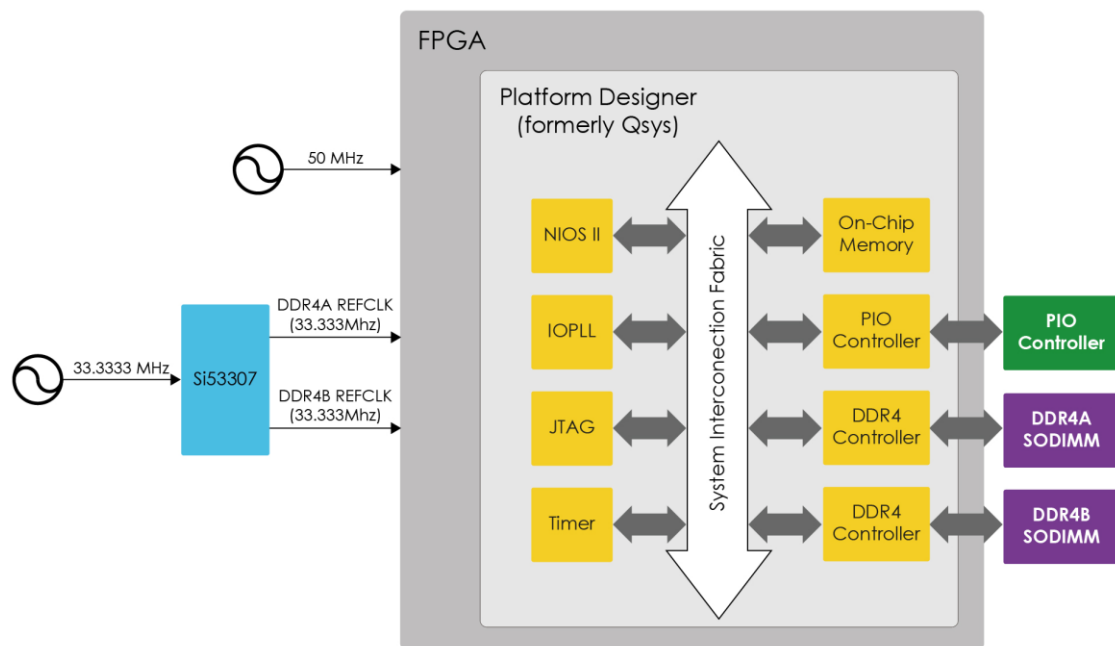 FPGA
Platform Designer
(formerly Qsys)
50 MHz
NIOS II
On-Chip
Memory
DDR4A REFCLK
(33.333Mhz)
IOPLL
System Interconnection Fabric
PIO
Controller
PIO
Controller
33.3333 MHz
Si53307
DDR4B REFCLK
(33.333Mhz)
JTAG
DDR4
Controller
DDR4A
SODIMM
Timer
DDR4
Controller
DDR4B
SODIMM